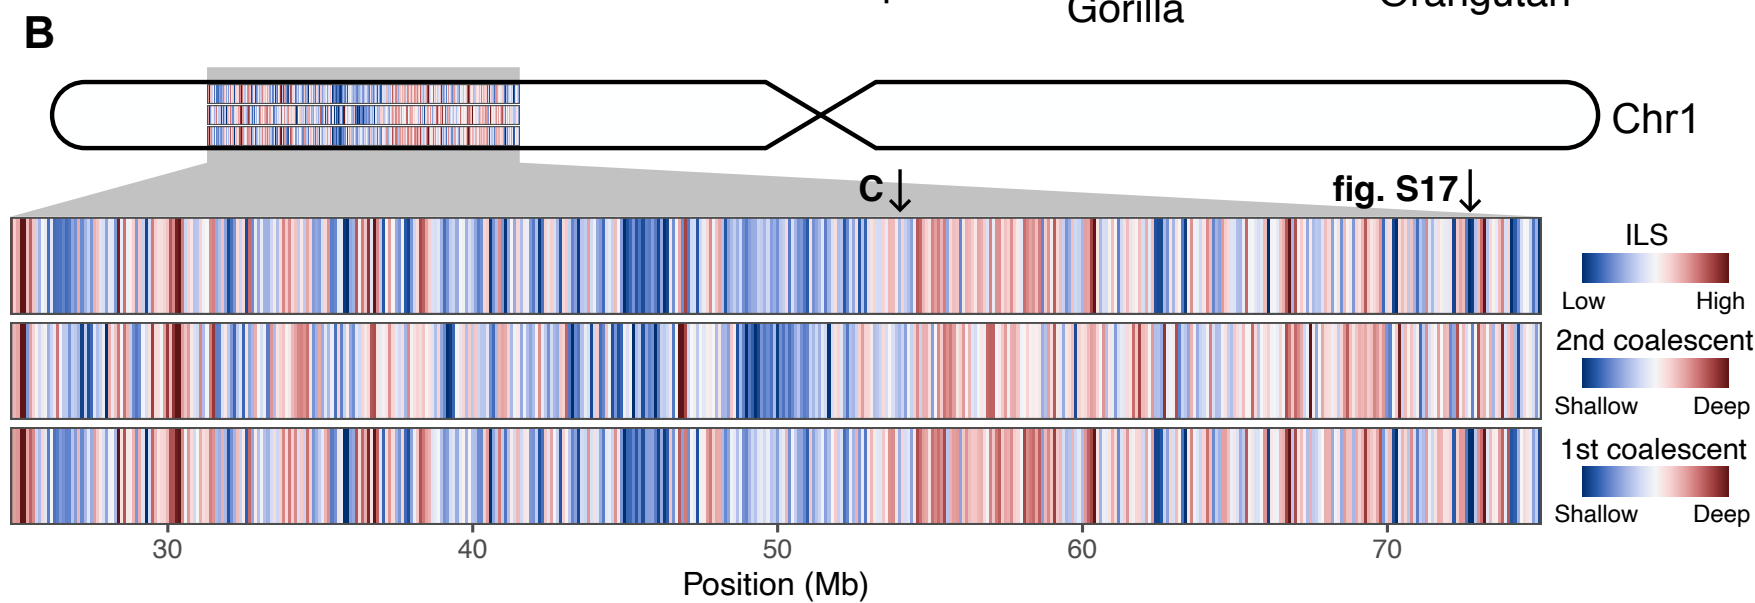 Gorilla
Orangutan
B
Chr1
C
fig. S17
ILS
Low High
2nd coalescent
Shallow Deep
1st coalescent
Shallow Deep
30 40 50 60 70
Position (Mb)